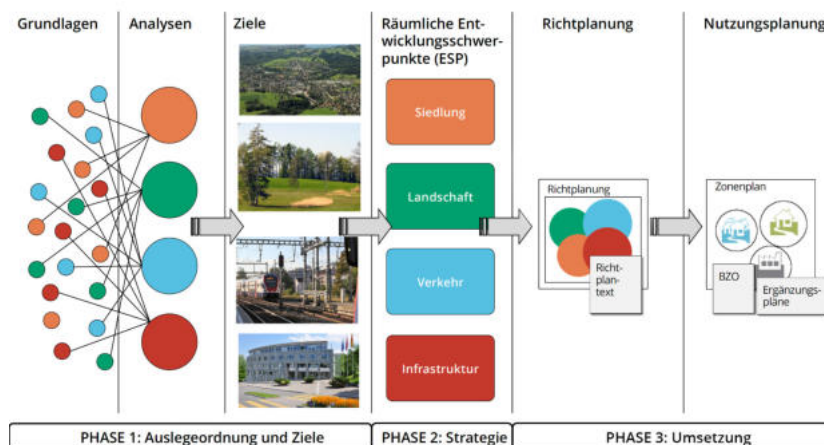 Grundlagen
Analysen
Ziele
Räumliche Ent-
wicklungsschwer-
punkte (ESP)
Richtplanung
Nutzungsplanung
Siedlung
Landschaft
Verkehr
Infrastruktur
Richtplanung
Richt-
plan-
text
Zonenplan
BZO
Ergänzungs-
pläne
PHASE 1: Auslegeordnung und Ziele
PHASE 2: Strategie
PHASE 3: Umsetzung